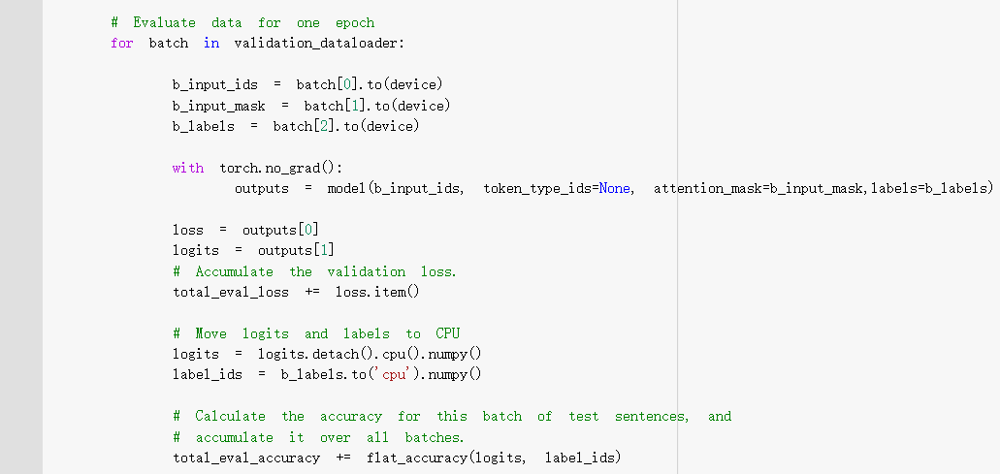 # Evaluate data for one epoch
for batch in validation_dataloader:
b_input_ids = batch[0].to(device)
b_input_mask = batch[1].to(device)
b_labels = batch[2].to(device)
with torch.no_grad():
outputs = model(b_input_ids, token_type_ids=None, attention_mask=b_input_mask,labels=b_labels)
loss = outputs[0]
logits = outputs[1]
# Accumulate the validation loss.
total_eval_loss += loss.item()
# Move logits and labels to CPU
logits = logits.detach().cpu().numpy()
label_ids = b_labels.to('cpu').numpy()
# Calculate the accuracy for this batch of test sentences, and
# accumulate it over all batches.
total_eval_accuracy += flat_accuracy(logits, label_ids)